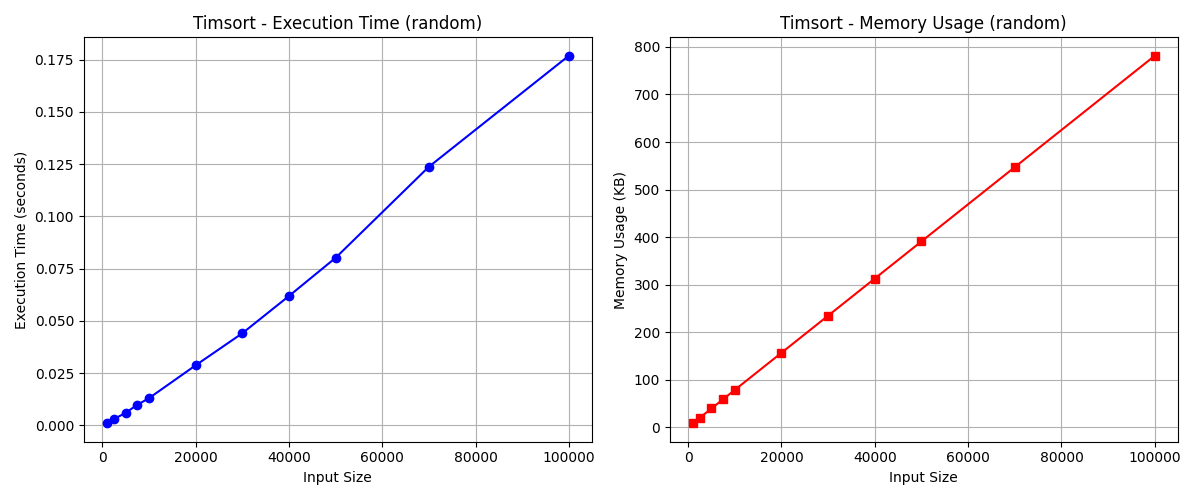 Timsort - Execution Time (random)
Execution Time (seconds)
0.175
0.150
0.125
0.100
0.075
0.050
0.025
0.000
0 20000 40000 60000 80000 100000
Input Size
Timsort - Memory Usage (random)
Memory Usage (KB)
800
700
600
500
400
300
200
100
0
0 20000 40000 60000 80000 100000
Input Size